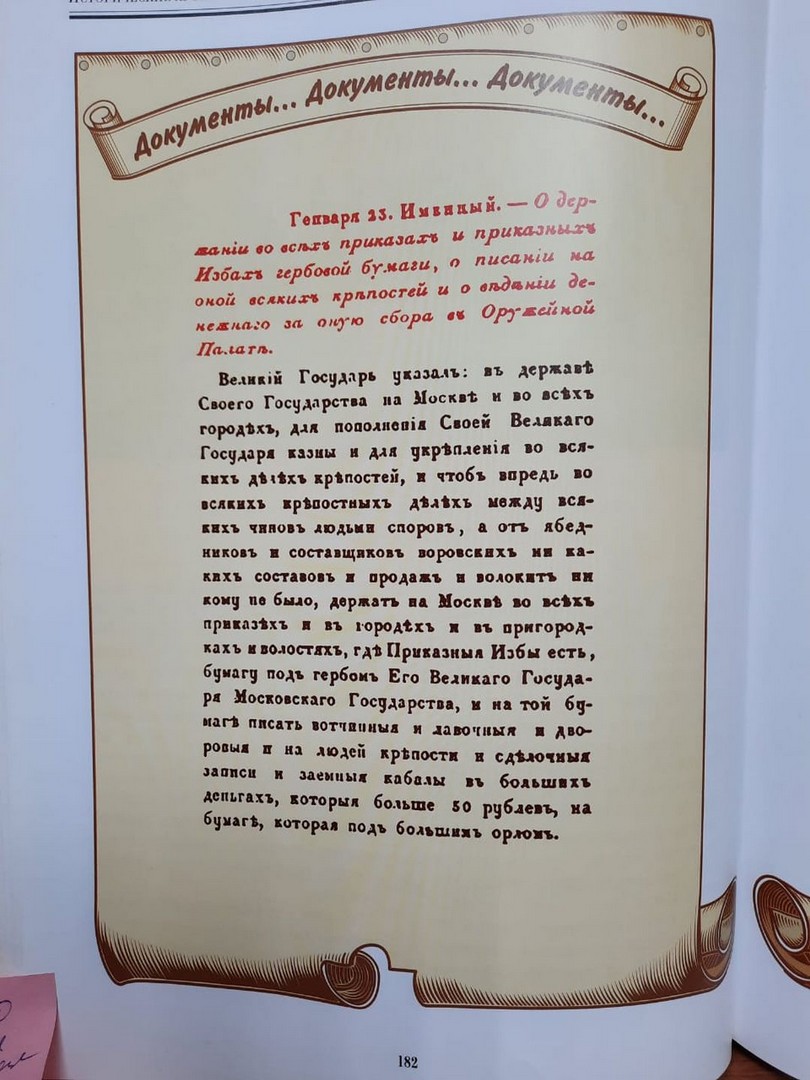 Документы... Документы... Документы...
Генваря 23. Имянный. — О дер-
жаніи во всѣхъ приказахъ и приказныхъ
Избахъ гербовой бумаги, о писаніи на
оной всякихъ крѣпостей и о вѣдѣніи де-
нежнаго за оную сбора въ Оружейной
Палатѣ.
Великій Государь указалъ: въ державѣ
Своего Государства на Москвѣ и во всѣхъ
городѣхъ, для пополненія Своей Великаго
Государя казны и для укрѣпленія во вся-
кихъ дѣлѣхъ крѣпостей, и чтобъ впредь во
всякихъ крѣпостныхъ дѣлѣхъ между вся-
кихъ чиновъ людьми споровъ, а отъ ябед-
никовъ и составщиковъ воровскихъ ни ка-
кихъ составовъ и продажъ и волокитъ ни
кому не было, держать на Москвѣ во всѣхъ
приказѣхъ и въ городѣхъ и въ пригород-
кахъ и волостяхъ, гдѣ Приказныя Избы есть,
бумагу подъ гербомъ Его Великаго Госуда-
ря Московскаго Государства, и на той бу-
магѣ писать вотчинныя и лавочныя и дво-
ровыя и на людей крѣпости и сдѣлочныя
записи и заемныя кабалы въ большихъ
деньгахъ, которыя больше 50 рублевъ, на
бумагѣ, которая подъ большимъ орломъ.
182